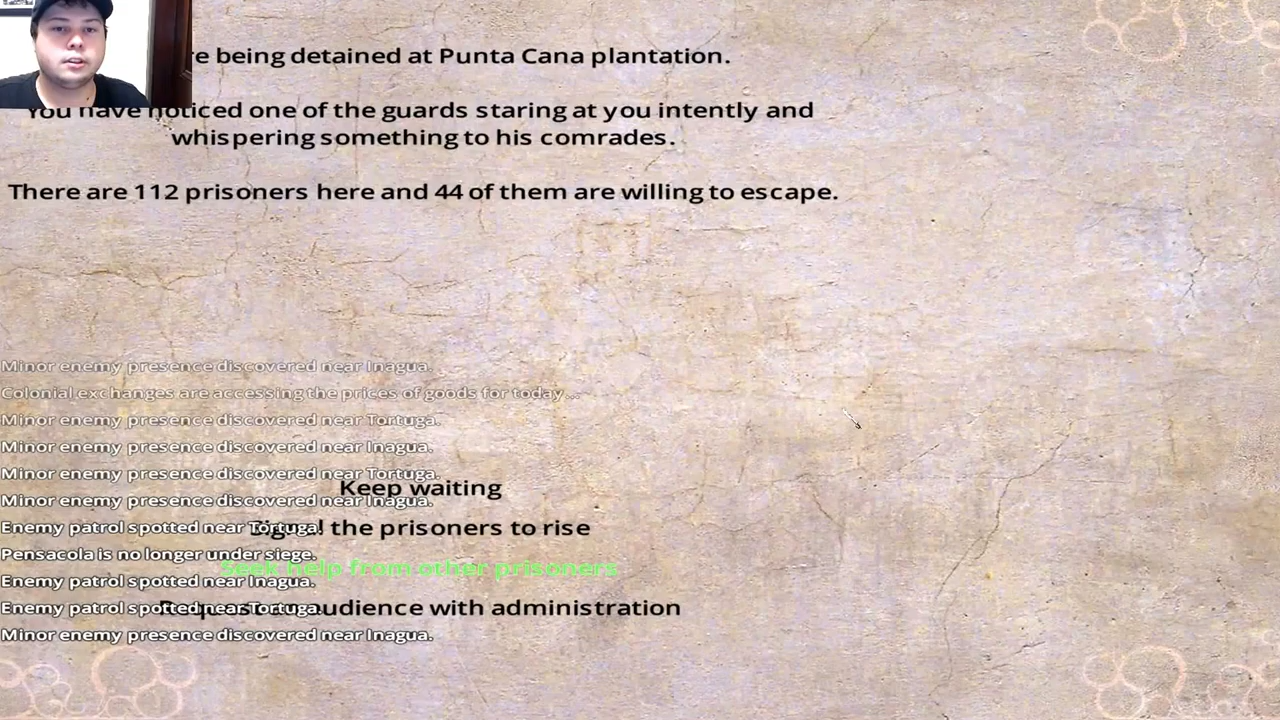 being detained at Punta Cana plantation.
You have noticed one of the guards staring at you intently and
whispering something to his comrades.
There are 112 prisoners here and 44 of them are willing to escape.
Minor enemy presence discovered near Inagua.
Colonial exchanges are accessing the prices of goods for today...
Minor enemy presence discovered near Tortuga.
Minor enemy presence discovered near Inagua.
Minor enemy presence discovered near Tortuga.
Keep waiting
Minor enemy presence discovered near Inagua.
Enemy patrol spotted near Tortuga.
the prisoners to rise
Pensacola is no longer under siege.
Seek help from other prisoners
Enemy patrol spotted near Inagua.
Enemy patrol spotted near Tortuga.
audience with administration
Minor enemy presence discovered near Inagua.